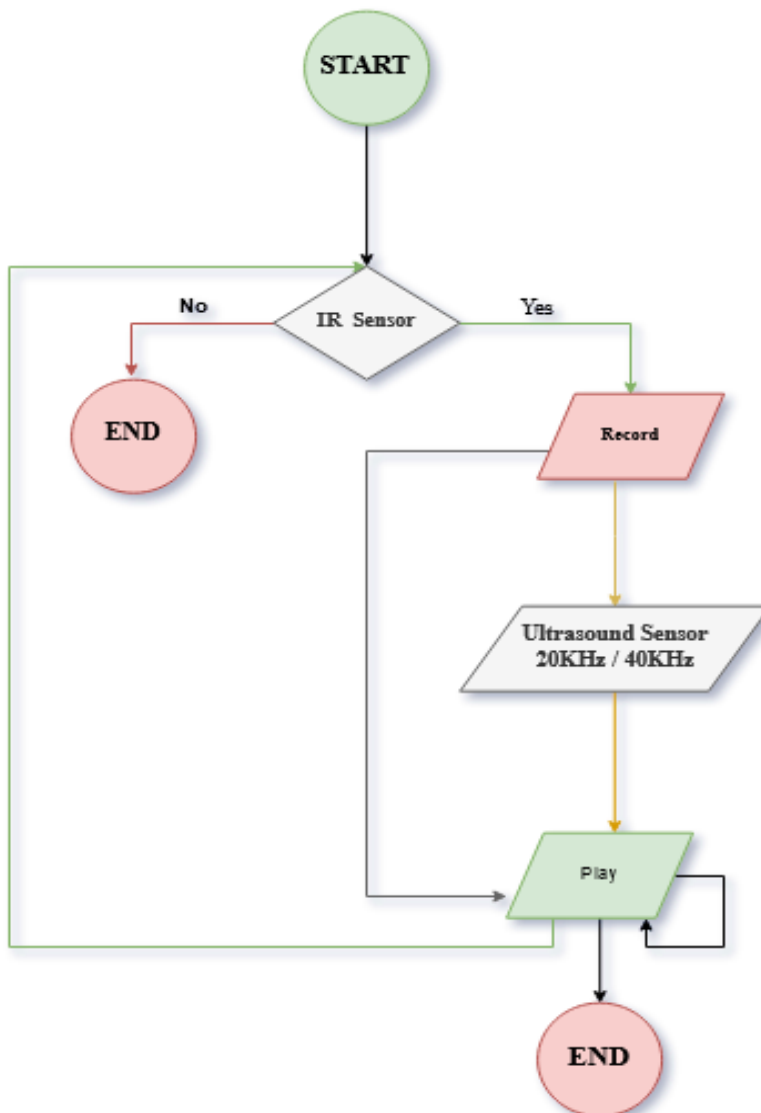 START
No
Yes
IR Sensor
END
Record
Ultrasound Sensor
20KHz / 40KHz
Play
END